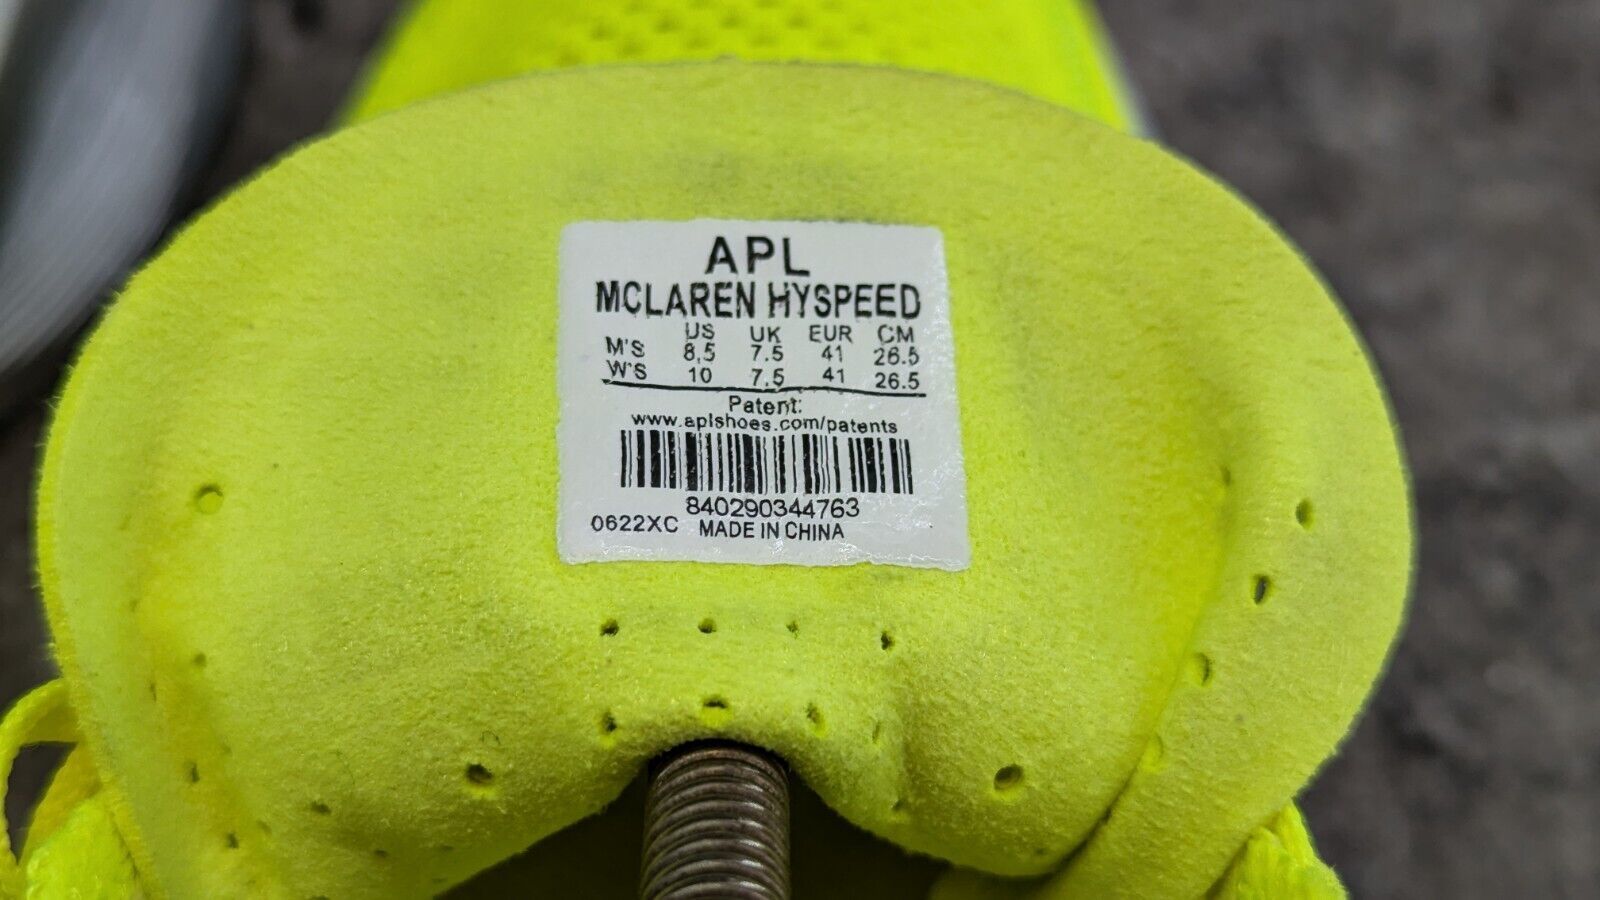 APL
MCLAREN HYSPEED
US UK EUR CM
M'S 8.5 7.5 41 26.5
W'S 10 7.5 41 26.5
Patent:
www.aplshoes.com/patents
840290344763
0622XC MADE IN CHINA